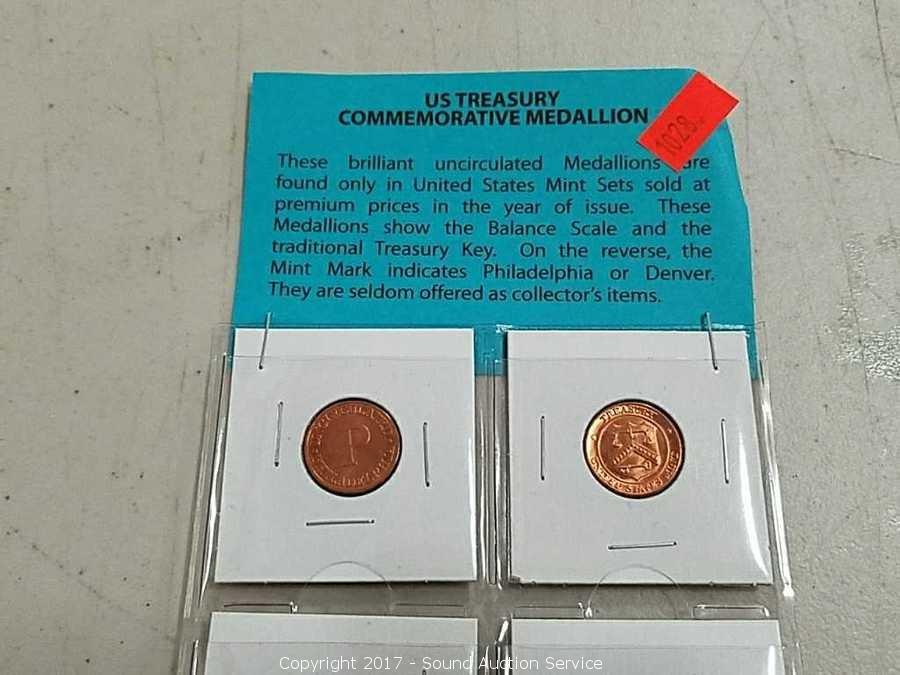 US TREASURY
COMMEMORATIVE MEDALLION
1028
These brilliant uncirculated Medallions are
found only in United States Mint Sets sold at
premium prices in the year of issue. These
Medallions show the Balance Scale and the
traditional Treasury Key. On the reverse, the
Mint Mark indicates Philadelphia or Denver.
They are seldom offered as collector's items.
P
TREASURY
Copyright 2017 - Sound Auction Service